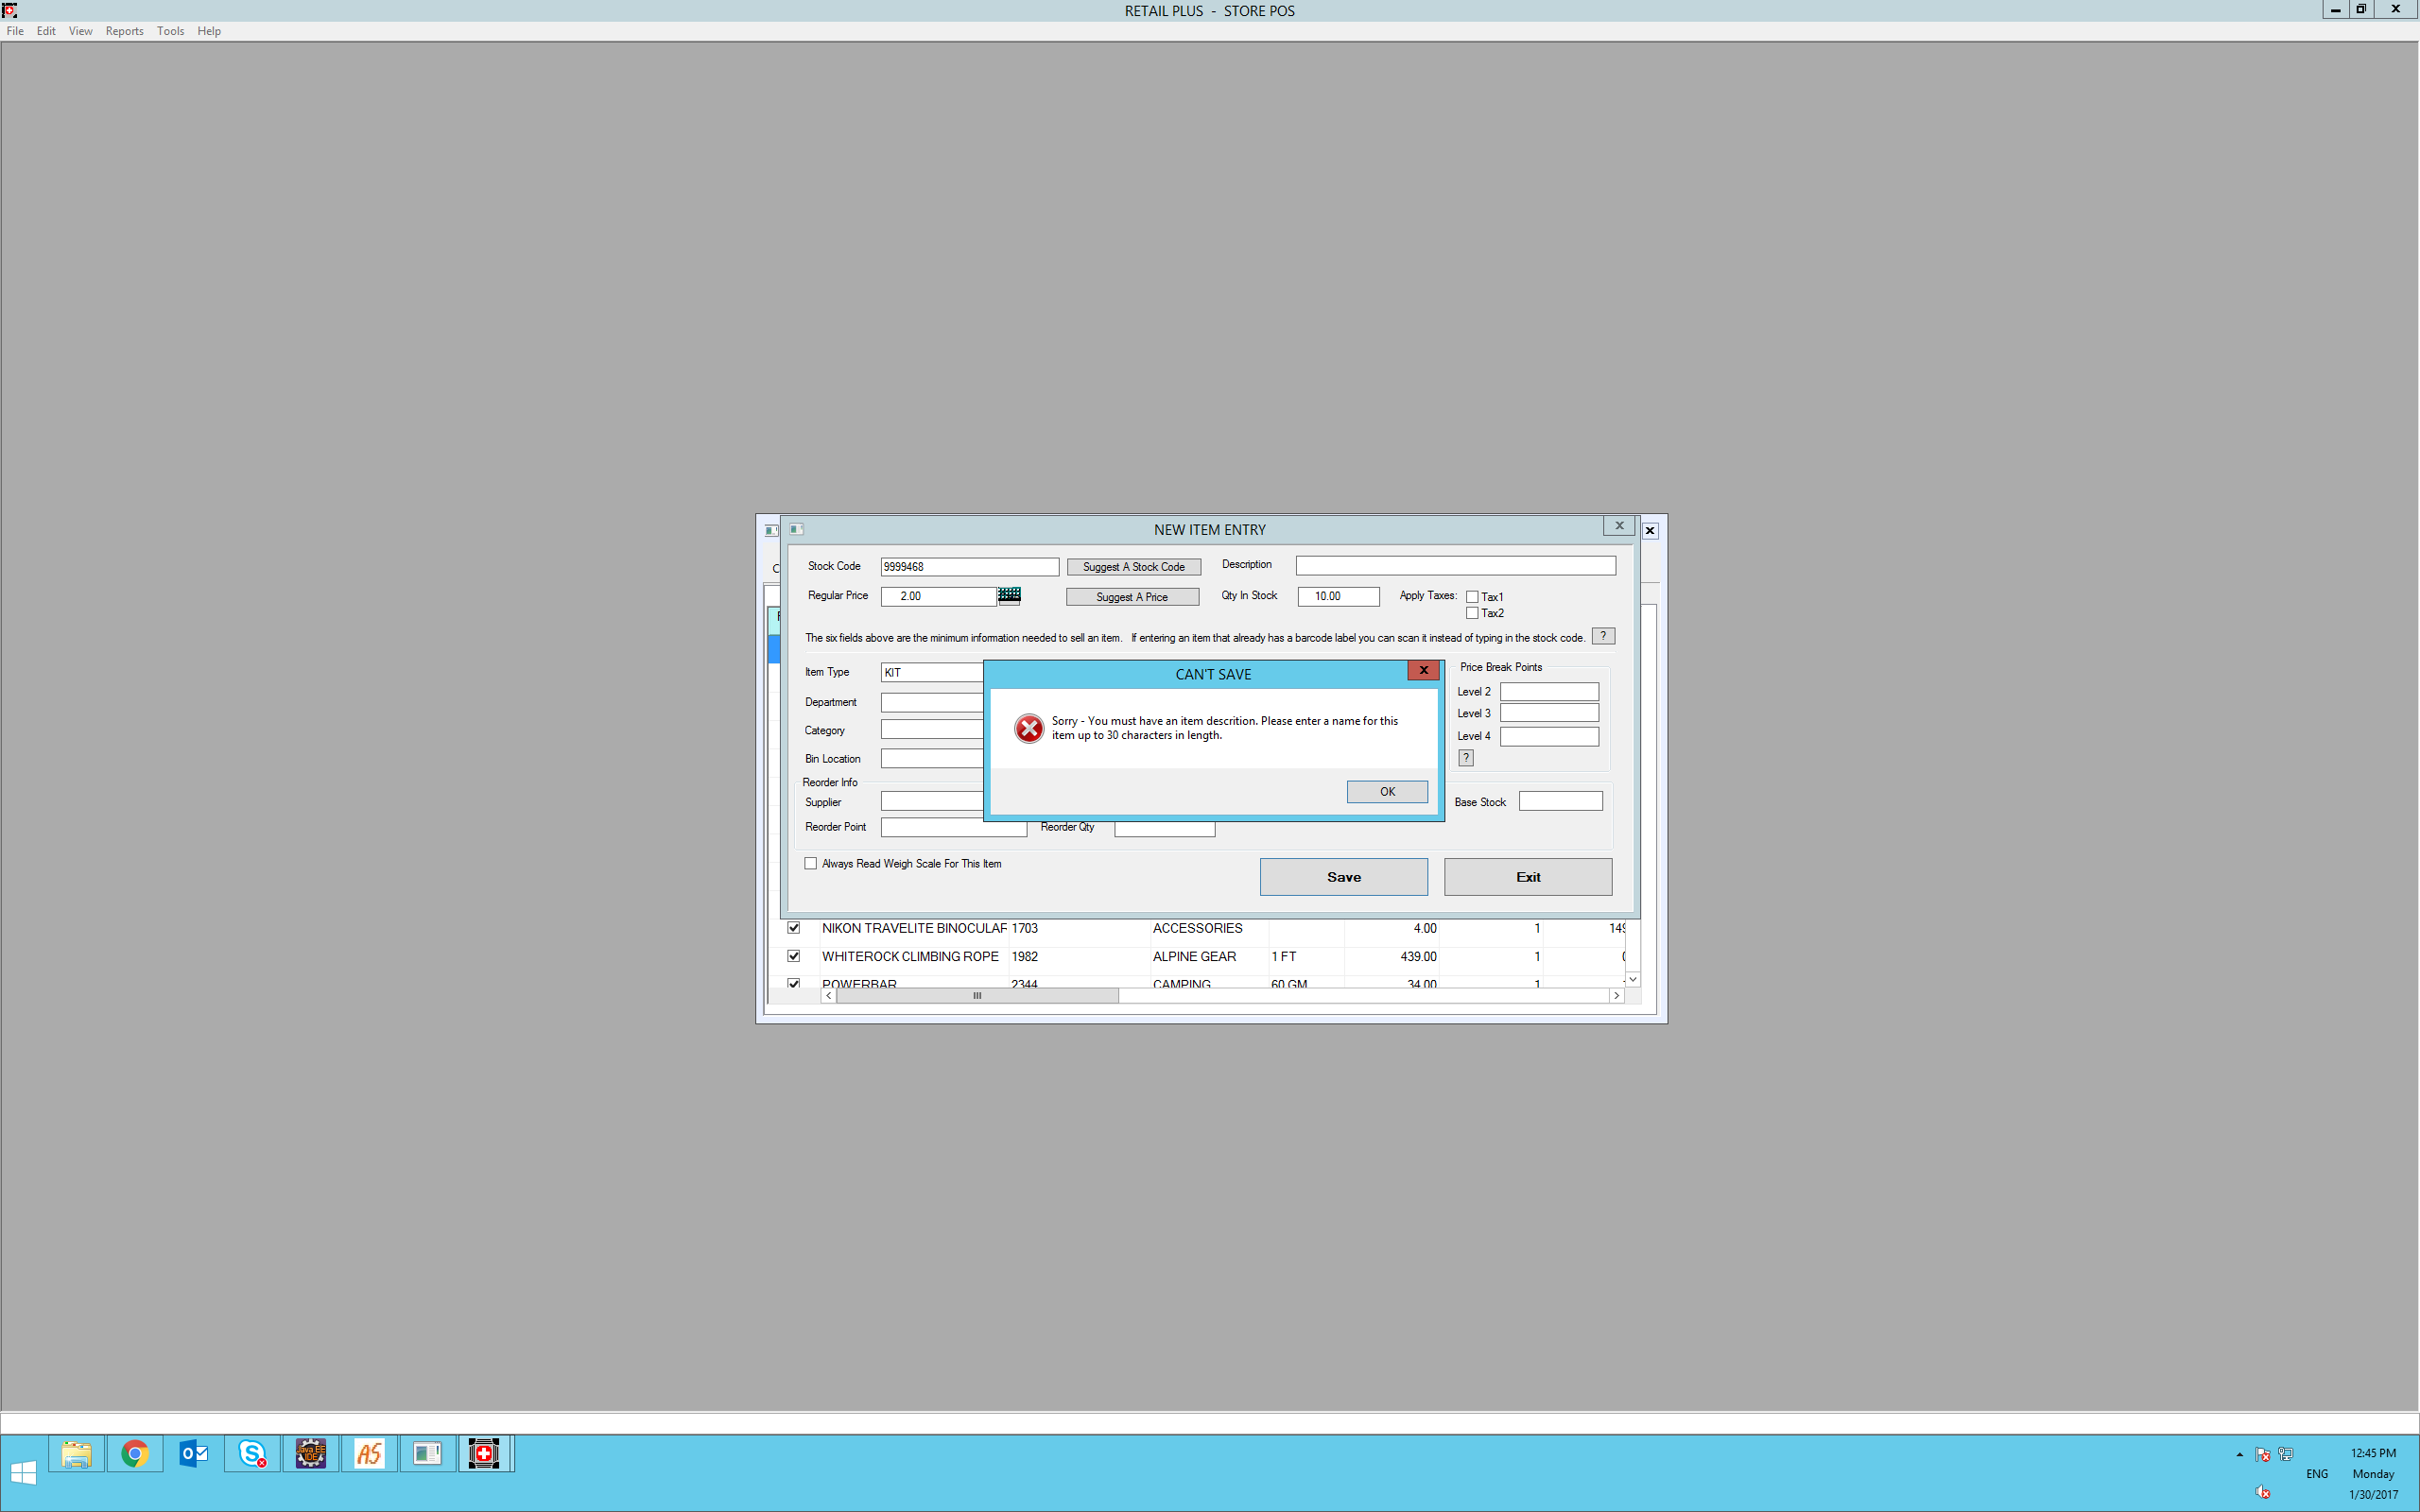 RETAIL PLUS - STORE POS
File Edit View Reports Tools Help
NEW ITEM ENTRY
Stock Code 9999468 Suggest A Stock Code Description
Regular Price 2.00 Suggest A Price Qty In Stock 10.00 Apply Taxes: Tax1
Tax2
The six fields above are the minimum information needed to sell an item. If entering an item that already has a barcode label you can scan it instead of typing in the stock code. ?
Item Type KIT
Department
Category
Bin Location
CAN'T SAVE
Sorry - You must have an item descrition. Please enter a name for this
item up to 30 characters in length.
OK
Price Break Points
Level 2
Level 3
Level 4
?
Reorder Info
Supplier
Base Stock
Reorder Point Reorder Qty
Always Read Weigh Scale For This Item
Save Exit
NIKON TRAVELITE BINOCULAR 1703 ACCESSORIES 4.00 1 149
WHITEROCK CLIMBING ROPE 1982 ALPINE GEAR 1 FT 439.00 1
POWERBAR 2344 CAMPING 60 GM 34.00 1
Java EE
IDE
AS
12:45 PM
ENG Monday
1/30/2017